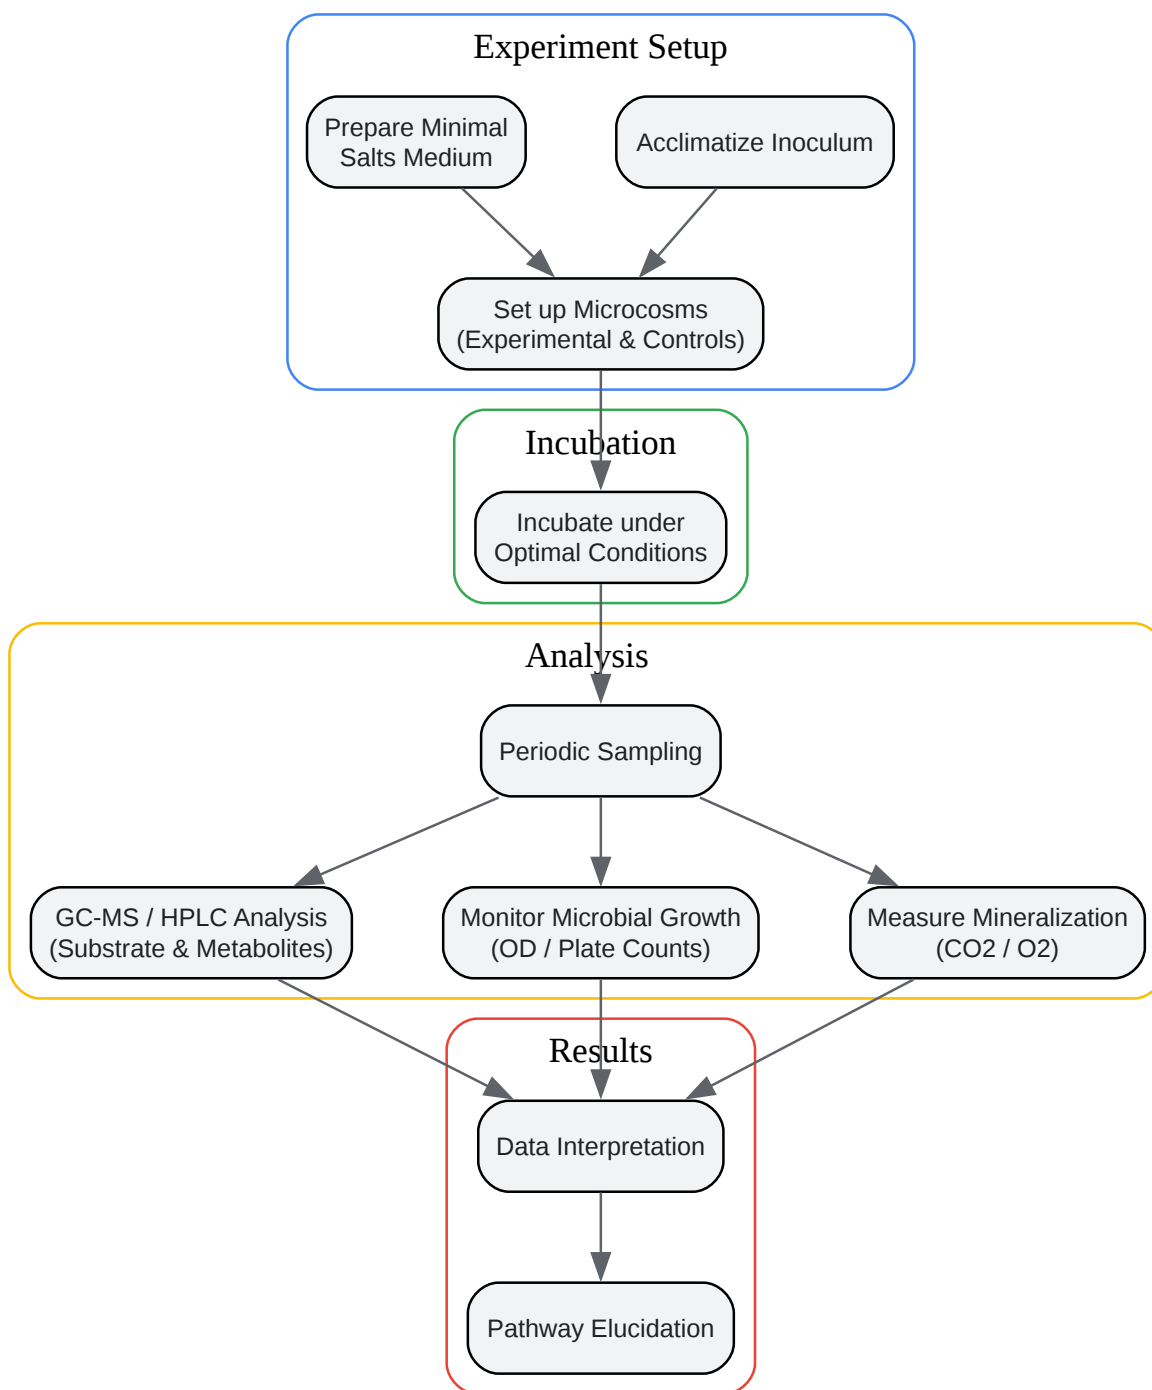 Experiment Setup
Prepare Minimal
Salts Medium
Acclimatize Inoculum
Set up Microcosms
(Experimental & Controls)
Incubation
Incubate under
Optimal Conditions
Analysis
Periodic Sampling
GC-MS / HPLC Analysis
(Substrate & Metabolites)
Monitor Microbial Growth
(OD / Plate Counts)
Measure Mineralization
(CO2 / O2)
Results
Data Interpretation
Pathway Elucidation